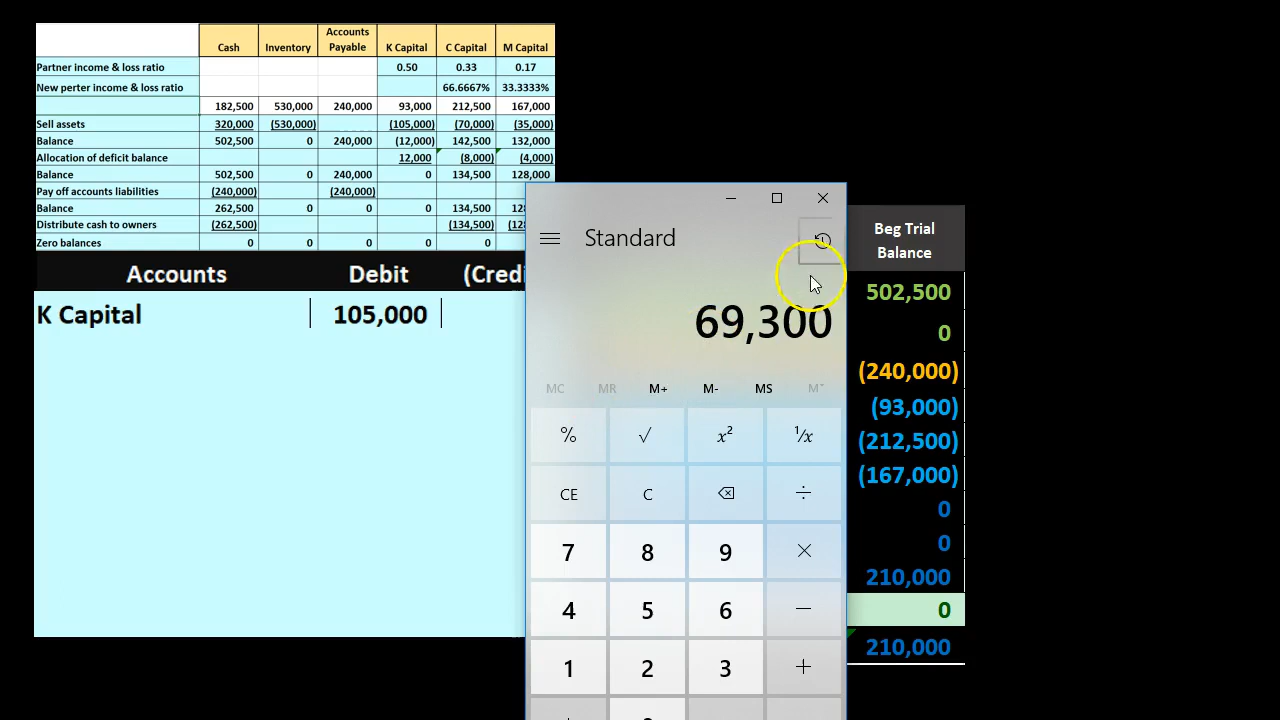 Cash Inventory Accounts Payable K Capital C Capital M Capital
Partner income & loss ratio 0.50 0.33 0.17
New perter income & loss ratio 66.6667% 33.3333%
182,500 530,000 240,000 93,000 212,500 167,000
Sell assets 320,000 (530,000) (105,000) (70,000) (35,000)
Balance 502,500 0 240,000 (12,000) 142,500 132,000
Allocation of deficit balance 12,000 (8,000) (4,000)
Balance 502,500 0 240,000 0 134,500 128,000
Pay off accounts liabilities (240,000) (240,000)
Balance 262,500 0 0 0 134,500
Distribute cash to owners (262,500) (134,500)
Zero balances 0 0 0 0 0
Accounts Debit (Credi
K Capital 105,000
Standard
69,300
MC MR M+ M- MS M˅
% √ x² ¹/x
CE C ⌫ ÷
7 8 9 ×
4 5 6 −
1 2 3 +
Beg Trial
Balance
502,500
0
(240,000)
(93,000)
(212,500)
(167,000)
0
0
210,000
0
210,000